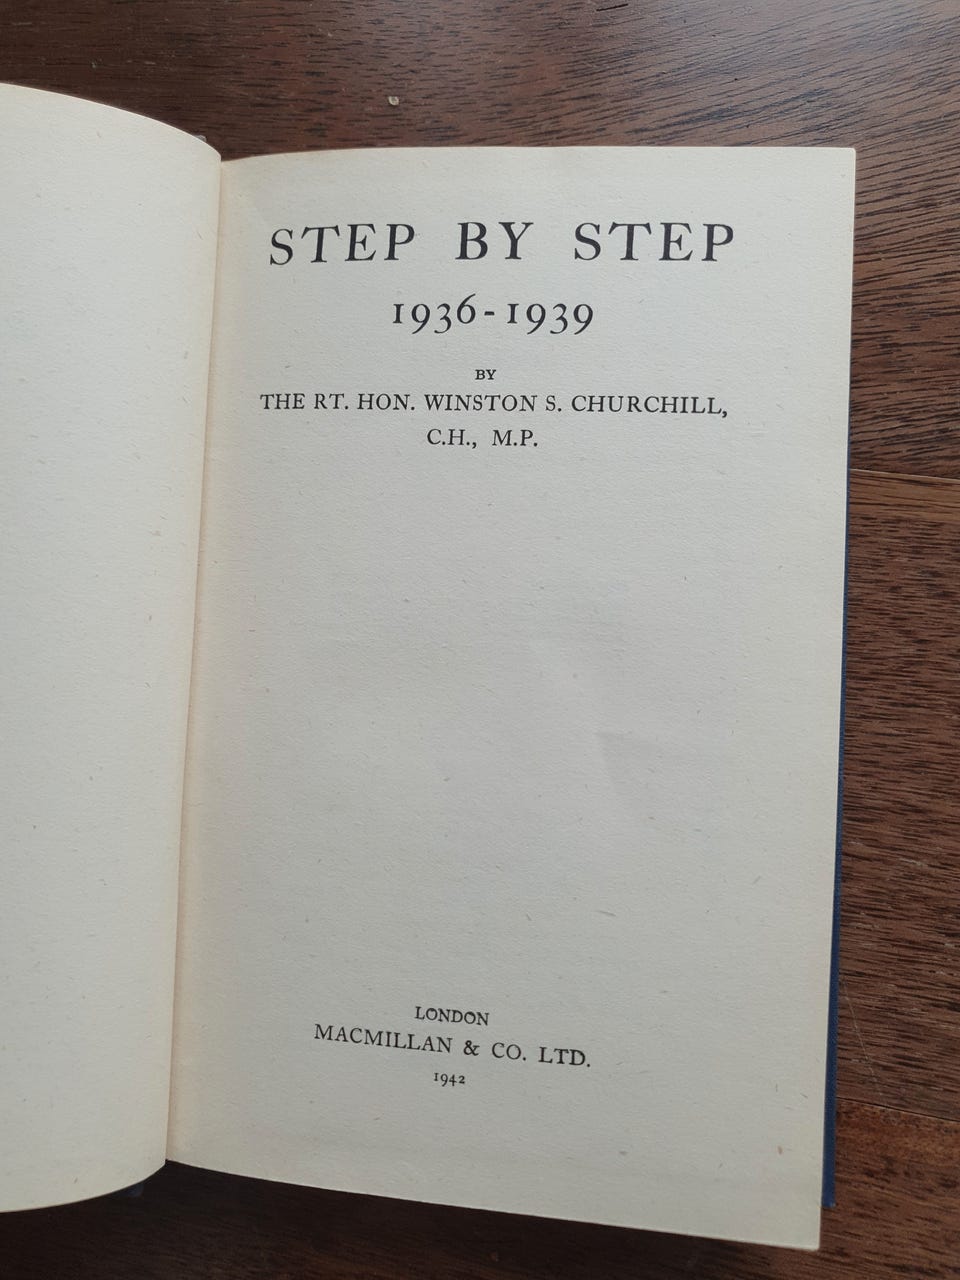 STEP BY STEP
1936-1939
BY
THE RT. HON. WINSTON S. CHURCHILL,
C.H., M.P.
LONDON
MACMILLAN & CO. LTD.
1942